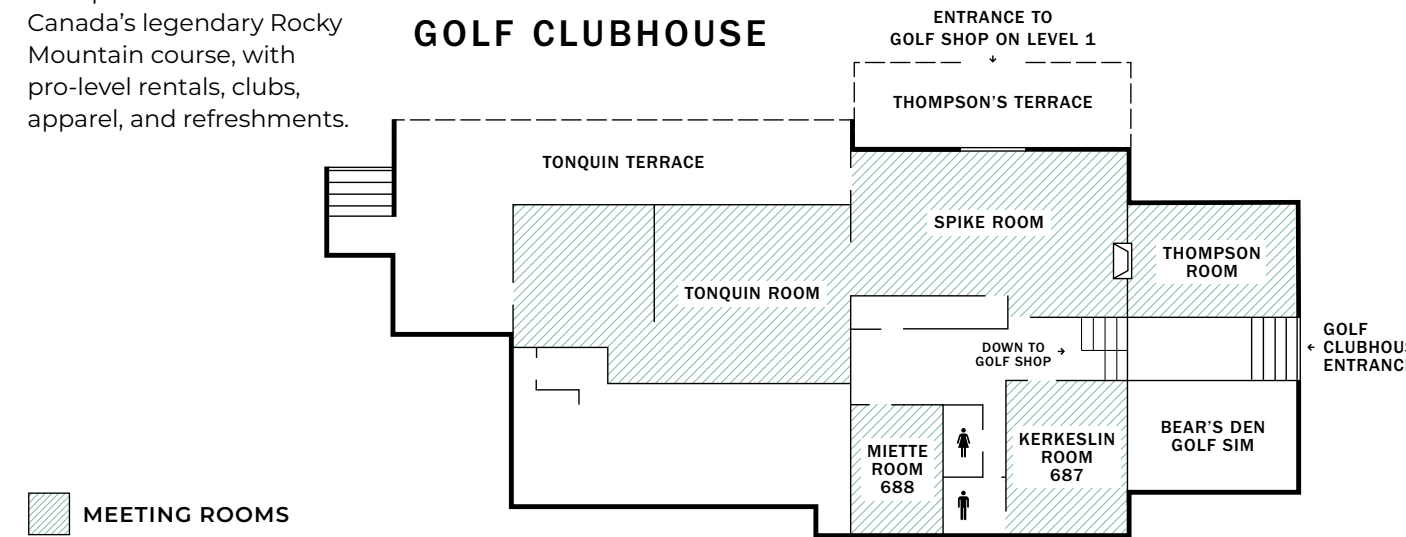 Canada’s legendary Rocky
Mountain course, with
pro-level rentals, clubs,
apparel, and refreshments.
GOLF CLUBHOUSE
ENTRANCE TO
GOLF SHOP ON LEVEL 1
THOMPSON’S TERRACE
TONQUIN TERRACE
SPIKE ROOM
THOMPSON
ROOM
TONQUIN ROOM
DOWN TO
GOLF SHOP
GOLF
CLUBHOUS
ENTRANC
MIETTE
ROOM
688
KERKESLIN
ROOM
687
BEAR’S DEN
GOLF SIM
MEETING ROOMS